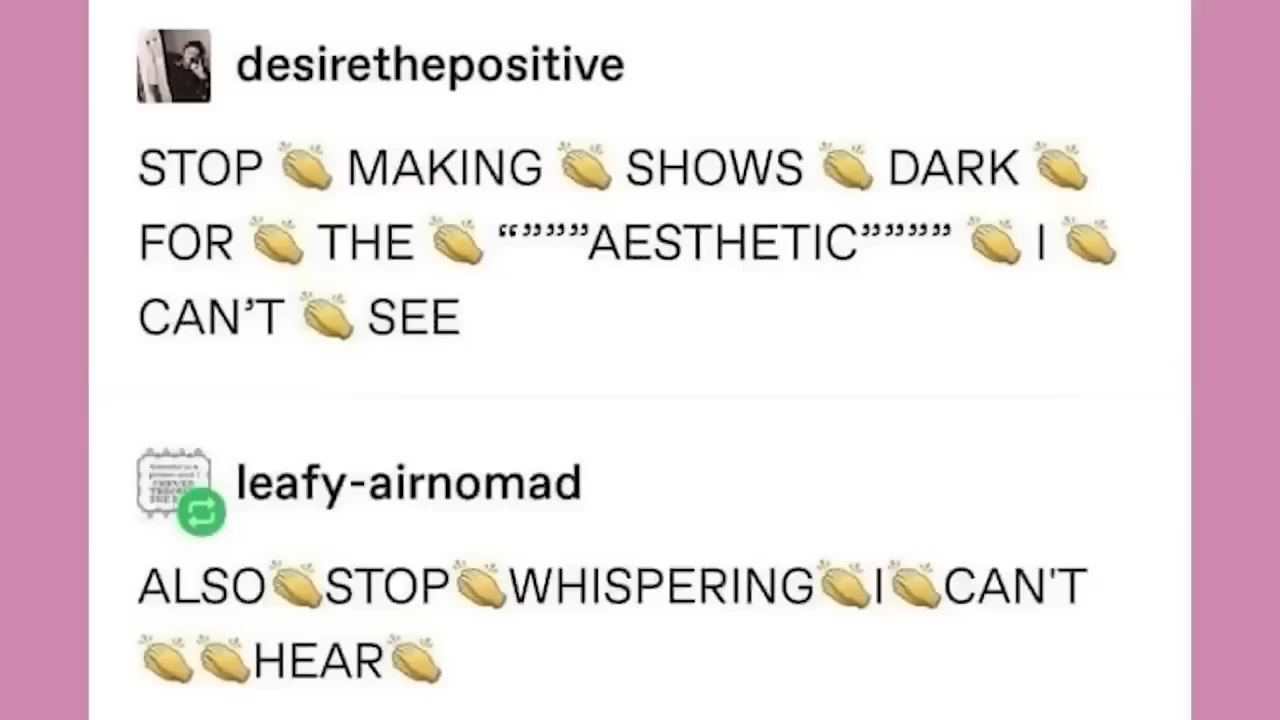 desirethepositive
STOP 👏 MAKING 👏 SHOWS 👏 DARK 👏
FOR 👏 THE 👏 “””””AESTHETIC””””” 👏 I 👏
CAN’T 👏 SEE
leafy-airnomad
ALSO👏STOP👏WHISPERING👏I👏CAN'T
👏👏HEAR👏